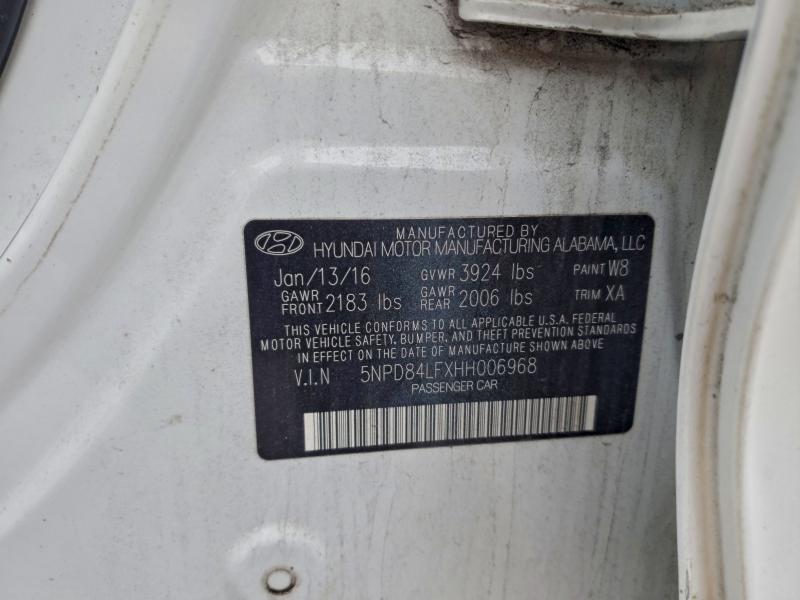 MANUFACTURED BY
HYUNDAI MOTOR MANUFACTURING ALABAMA, LLC
Jan/13/16 GVWR 3924 lbs PAINT W8
GAWR FRONT 2183 lbs GAWR REAR 2006 lbs TRIM XA
THIS VEHICLE CONFORMS TO ALL APPLICABLE U.S.A. FEDERAL
MOTOR VEHICLE SAFETY, BUMPER, AND THEFT PREVENTION STANDARDS
IN EFFECT ON THE DATE OF MANUFACTURE SHOWN ABOVE
V.I.N 5NPD84LFXHH006968
PASSENGER CAR